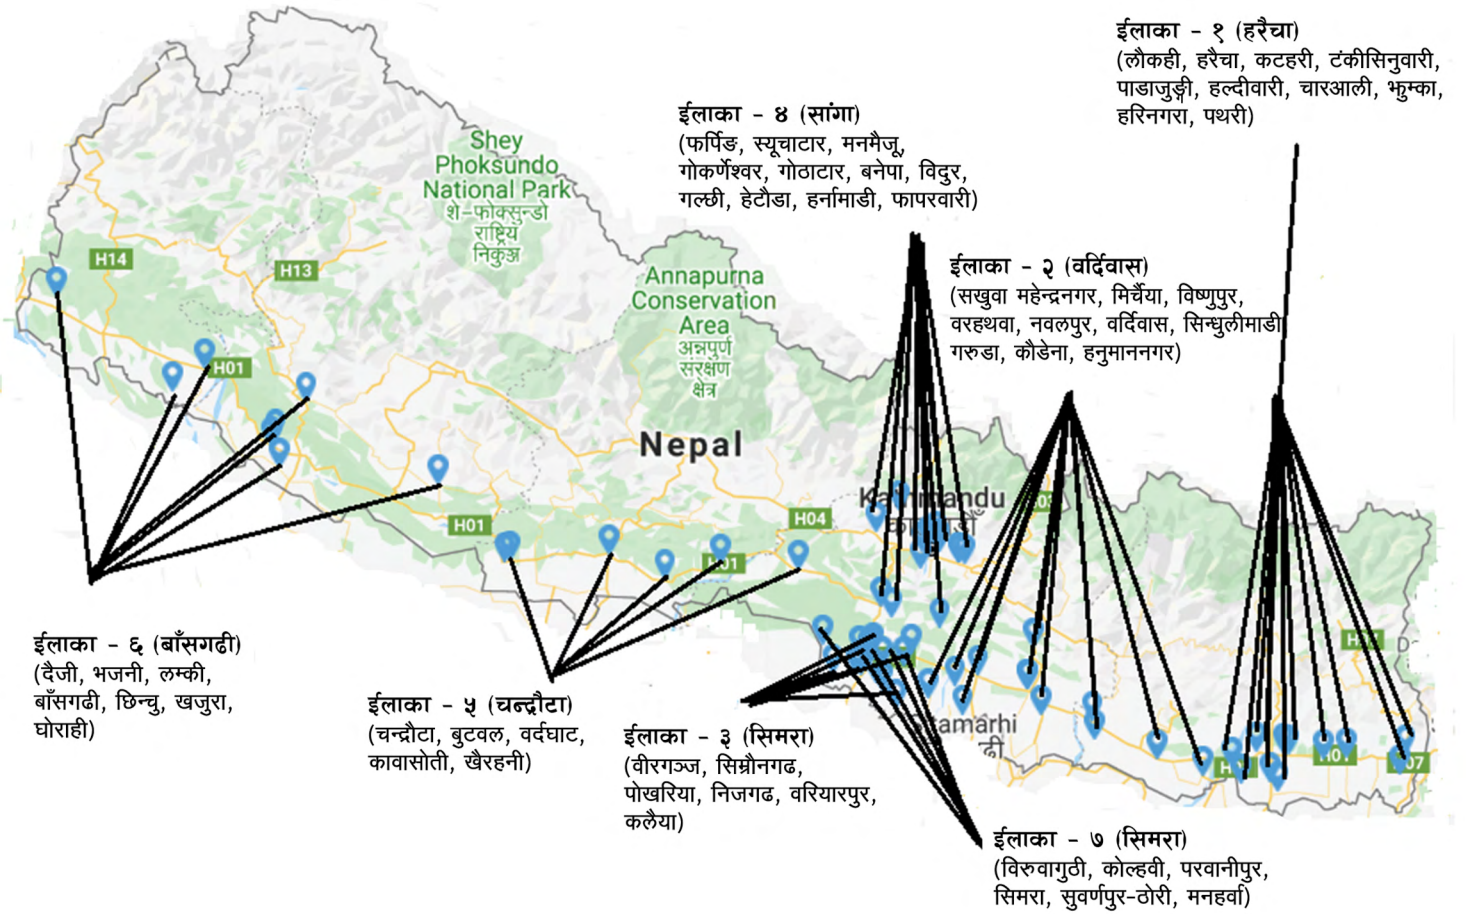 ईलाका - १ (हरैचा)
(लौकही, हरैचा, कटहरी, टंकीसिनुवारी,
पाडाजुङ्गी, हल्दीवारी, चारआली, झुम्का,
हरिनगरा, पथरी)
ईलाका - ४ (सांगा)
(फर्पिङ, स्यूचाटार, मनमैजू,
गोकर्णेश्वर, गोठाटार, बनेपा, विदुर,
गल्छी, हेटौडा, हर्नामाडी, फापरवारी)
ईलाका - २ (वर्दिवास)
(सखुवा महेन्द्रनगर, मिर्चैया, विष्णुपुर,
वरहथवा, नवलपुर, वर्दिवास, सिन्धुलीमाडी
गरुडा, कौडेना, हनुमाननगर)
Shey
Phoksundo
National Park
शे-फोक्सुन्डो
राष्ट्रिय
निकुञ्ज
H14
H13
Annapurna
Conservation
Area
अन्नपुर्ण
संरक्षण
क्षेत्र
H01
Nepal
Kathmandu
H01
H04
H01
Sitamarhi
ढी
H07
ईलाका - ६ (बाँसगढी)
(दैजी, भजनी, लम्की,
बाँसगढी, छिन्चु, खजुरा,
घोराही)
ईलाका - ५ (चन्द्रौटा)
(चन्द्रौटा, बुटवल, वर्दघाट,
कावासोती, खैरहनी)
ईलाका - ३ (सिमरा)
(वीरगञ्ज, सिम्रौनगढ,
पोखरिया, निजगढ, वरियारपुर,
कलैया)
ईलाका - ७ (सिमरा)
(विरुवागुठी, कोल्हवी, परवानीपुर,
सिमरा, सुवर्णपुर-ठोरी, मनहर्वा)